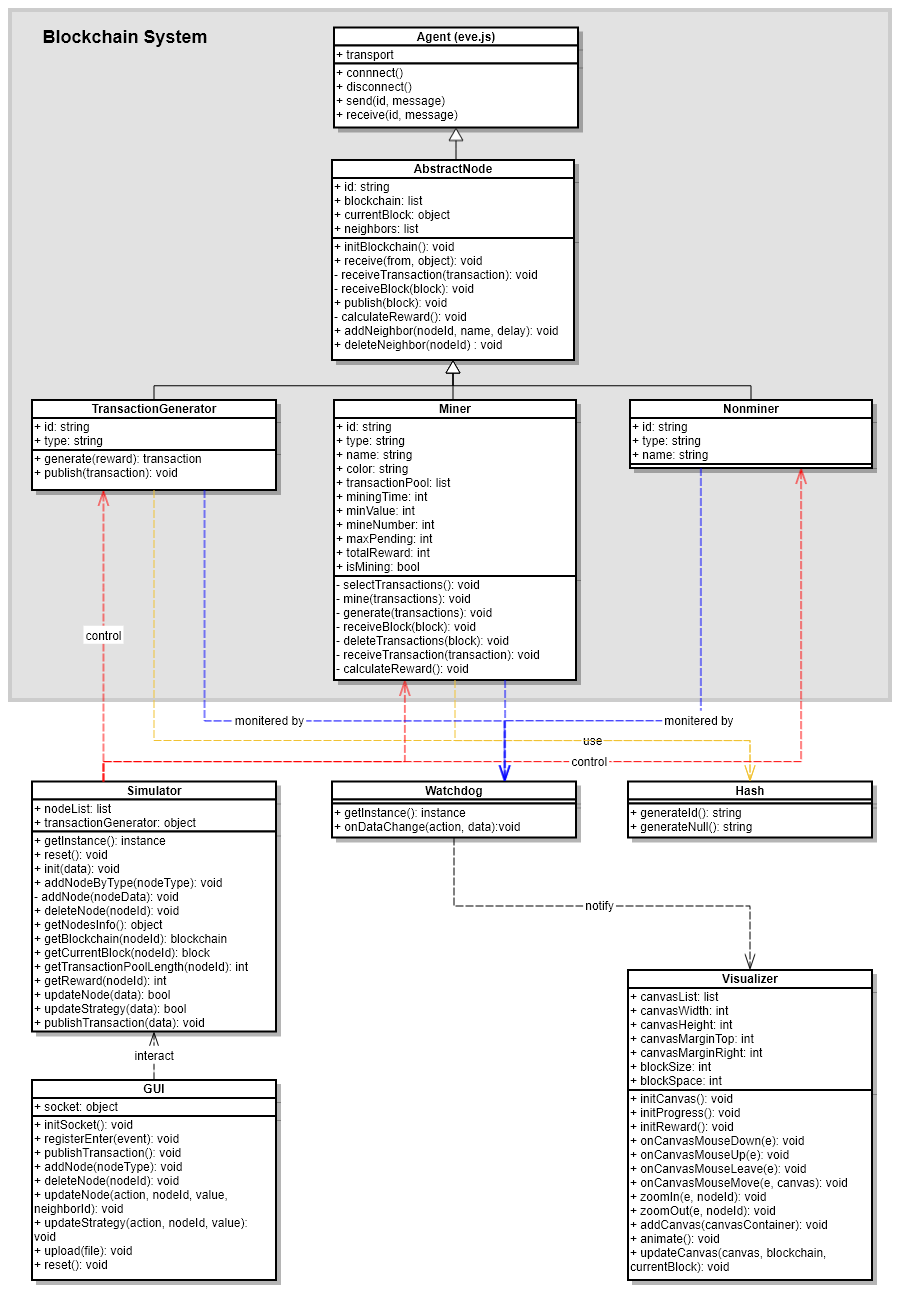 Blockchain System
Agent (eve.js)
+ transport
+ connnect()
+ disconnect()
+ send(id, message)
+ receive(id, message)
AbstractNode
+ id: string
+ blockchain: list
+ currentBlock: object
+ neighbors: list
+ initBlockchain(): void
+ receive(from, object): void
- receiveTransaction(transaction): void
- receiveBlock(block): void
+ publish(block): void
- calculateReward(): void
+ addNeighbor(nodeId, name, delay): void
+ deleteNeighbor(nodeId) : void
TransactionGenerator
+ id: string
+ type: string
+ generate(reward): transaction
+ publish(transaction): void
Miner
+ id: string
+ type: string
+ name: string
+ color: string
+ transactionPool: list
+ miningTime: int
+ minValue: int
+ mineNumber: int
+ maxPending: int
+ totalReward: int
+ isMining: bool
- selectTransactions(): void
- mine(transactions): void
- generate(transactions): void
- receiveBlock(block): void
- deleteTransactions(block): void
- receiveTransaction(transaction): void
- calculateReward(): void
Nonminer
+ id: string
+ type: string
+ name: string
control
monitered by
monitered by
use
control
Simulator
+ nodeList: list
+ transactionGenerator: object
+ getInstance(): instance
+ reset(): void
+ init(data): void
+ addNodeByType(nodeType): void
- addNode(nodeData): void
+ deleteNode(nodeId): void
+ getNodesInfo(): object
+ getBlockchain(nodeId): blockchain
+ getCurrentBlock(nodeId): block
+ getTransactionPoolLength(nodeId): int
+ getReward(nodeId): int
+ updateNode(data): bool
+ updateStrategy(data): bool
+ publishTransaction(data): void
Watchdog
+ getInstance(): instance
+ onDataChange(action, data):void
Hash
+ generateId(): string
+ generateNull(): string
notify
interact
GUI
+ socket: object
+ initSocket(): void
+ registerEnter(event): void
+ publishTransaction(): void
+ addNode(nodeType): void
+ deleteNode(nodeId): void
+ updateNode(action, nodeId, value,
neighborId): void
+ updateStrategy(action, nodeId, value):
void
+ upload(file): void
+ reset(): void
Visualizer
+ canvasList: list
+ canvasWidth: int
+ canvasHeight: int
+ canvasMarginTop: int
+ canvasMarginRight: int
+ blockSize: int
+ blockSpace: int
+ initCanvas(): void
+ initProgress(): void
+ initReward(): void
+ onCanvasMouseDown(e): void
+ onCanvasMouseUp(e): void
+ onCanvasMouseLeave(e): void
+ onCanvasMouseMove(e, canvas): void
+ zoomIn(e, nodeId): void
+ zoomOut(e, nodeId): void
+ addCanvas(canvasContainer): void
+ animate(): void
+ updateCanvas(canvas, blockchain,
currentBlock): void